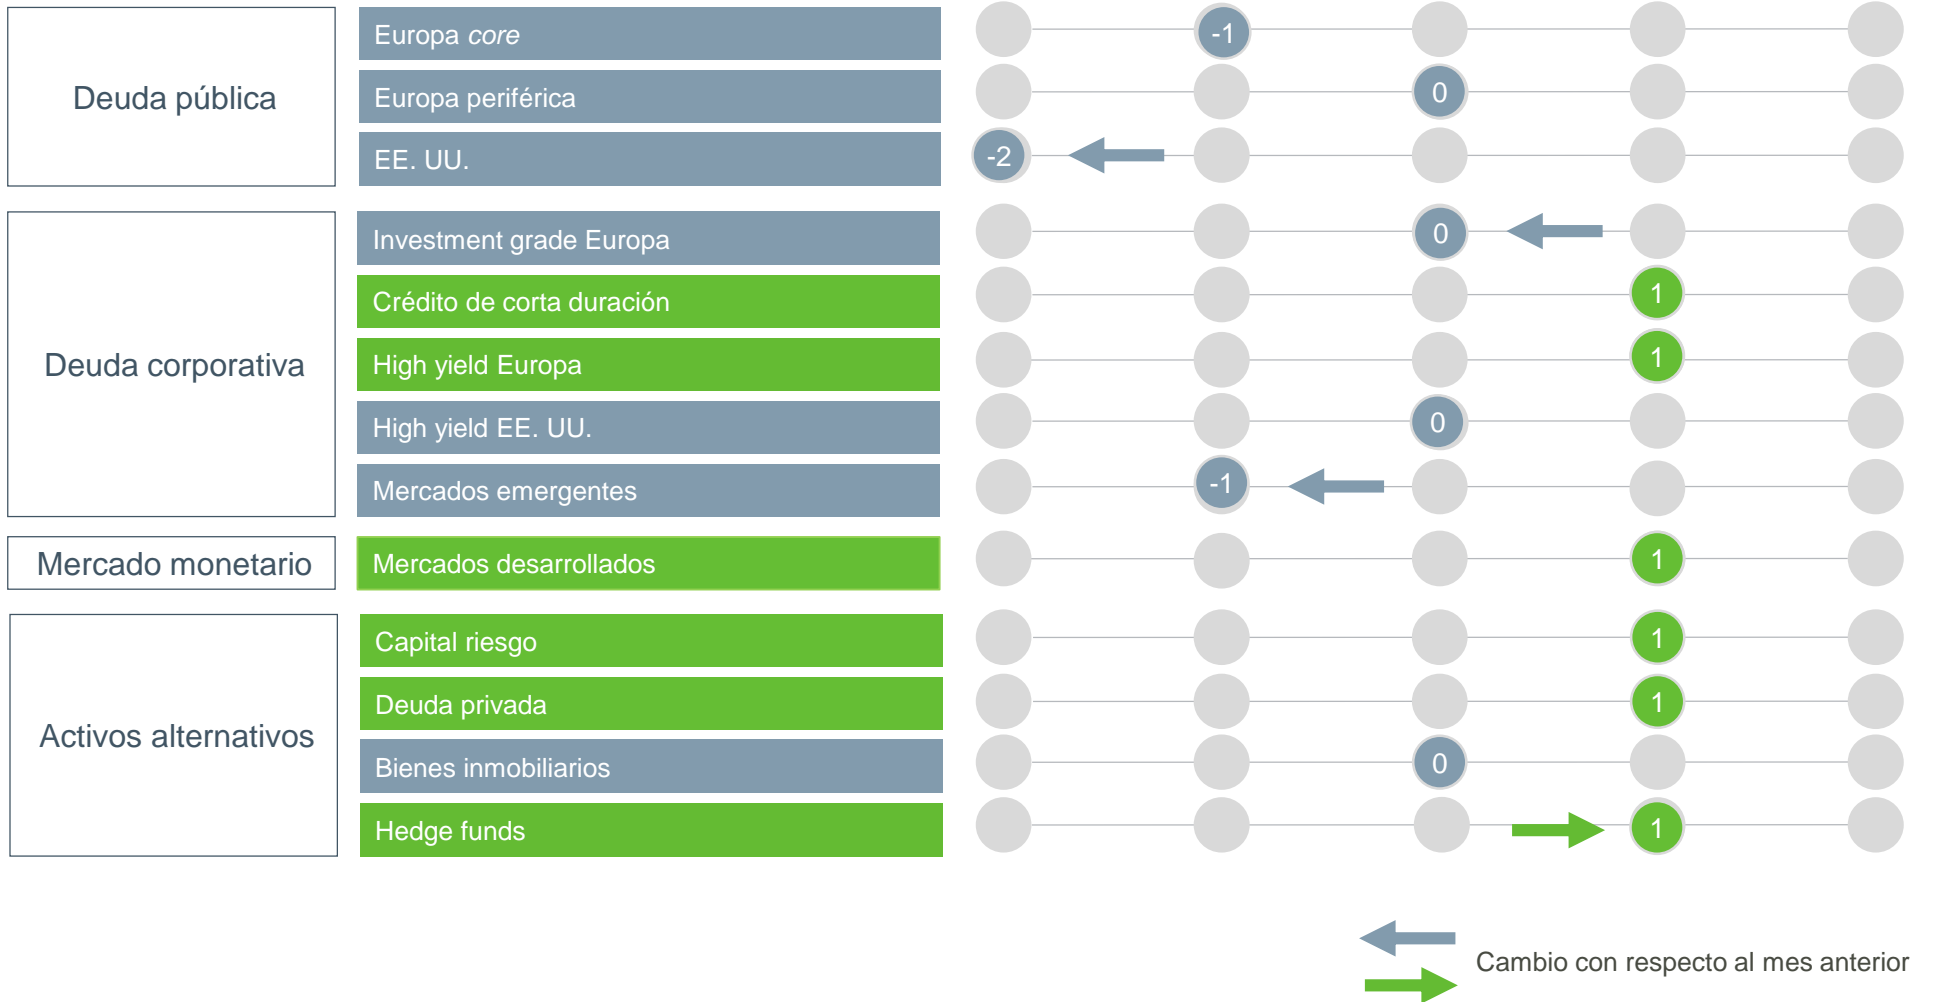 Deuda pública
Europa core
-1
Europa periférica
0
EE. UU.
-2
Deuda corporativa
Investment grade Europa
0
Crédito de corta duración
1
High yield Europa
1
High yield EE. UU.
0
Mercados emergentes
-1
Mercado monetario
Mercados desarrollados
1
Activos alternativos
Capital riesgo
1
Deuda privada
1
Bienes inmobiliarios
0
Hedge funds
1
Cambio con respecto al mes anterior